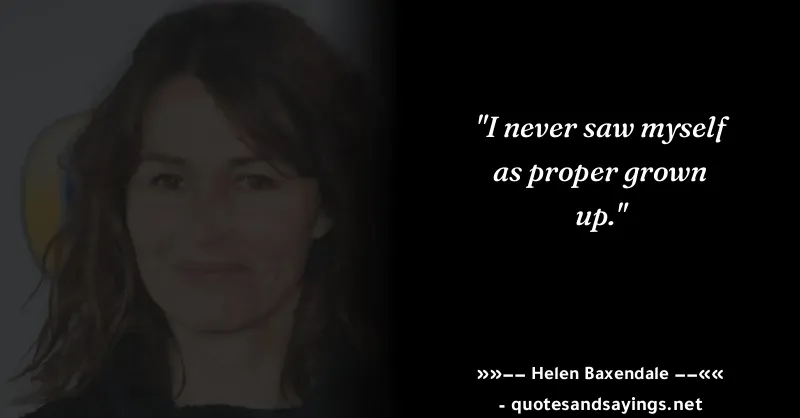 "I never saw myself
as proper grown
up."
»»–– Helen Baxendale ––««
- quotesandsayings.net